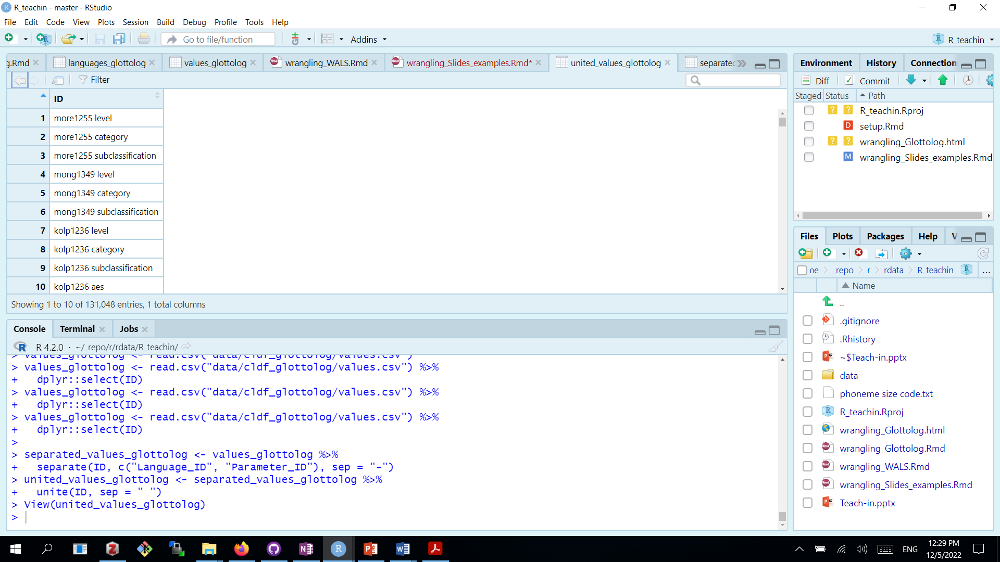 R_teachin - master - RStudio
File Edit Code View Plots Session Build Debug Profile Tools Help
Go to file/function Addins R_teachin
g.Rmd languages_glottolog values_glottolog wrangling_WALS.Rmd wrangling_Slides_examples.Rmd* united_values_glottolog separated
Filter
ID
1 more1255 level
2 more1255 category
3 more1255 subclassification
4 mong1349 level
5 mong1349 category
6 mong1349 subclassification
7 kolp1236 level
8 kolp1236 category
9 kolp1236 subclassification
10 kolp1236 aes
Showing 1 to 10 of 131,048 entries, 1 total columns
Console Terminal Jobs
R 4.2.0 · ~/_repo/r/rdata/R_teachin/
> values_glottolog <- read.csv("data/cldf_glottolog/values.csv")
> values_glottolog <- read.csv("data/cldf_glottolog/values.csv") %>%
+   dplyr::select(ID)
> values_glottolog <- read.csv("data/cldf_glottolog/values.csv") %>%
+   dplyr::select(ID)
> values_glottolog <- read.csv("data/cldf_glottolog/values.csv") %>%
+   dplyr::select(ID)
>
> separated_values_glottolog <- values_glottolog %>%
+   separate(ID, c("Language_ID", "Parameter_ID"), sep = "-")
> united_values_glottolog <- separated_values_glottolog %>%
+   unite(ID, sep = " ")
> View(united_values_glottolog)
>
Environment History Connection
Diff Commit
Staged Status Path
? ? R_teachin.Rproj
D setup.Rmd
? ? wrangling_Glottolog.html
M wrangling_Slides_examples.Rmd
Files Plots Packages Help V
ne _repo r rdata R_teachin ...
Name
..
.gitignore
.Rhistory
~$Teach-in.pptx
data
phoneme size code.txt
R_teachin.Rproj
wrangling_Glottolog.html
wrangling_Glottolog.Rmd
wrangling_WALS.Rmd
wrangling_Slides_examples.Rmd
Teach-in.pptx
ENG
12:29 PM
12/5/2022